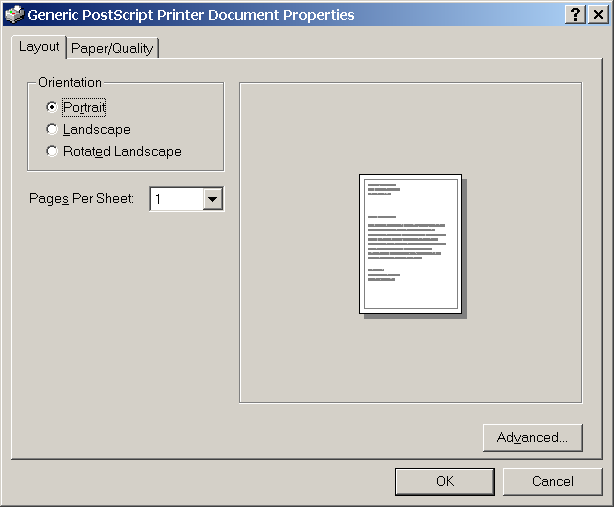 Generic PostScript Printer Document Properties
Layout
Paper/Quality
Orientation
Portrait
Landscape
Rotated Landscape
Pages Per Sheet:
1
Advanced...
OK
Cancel